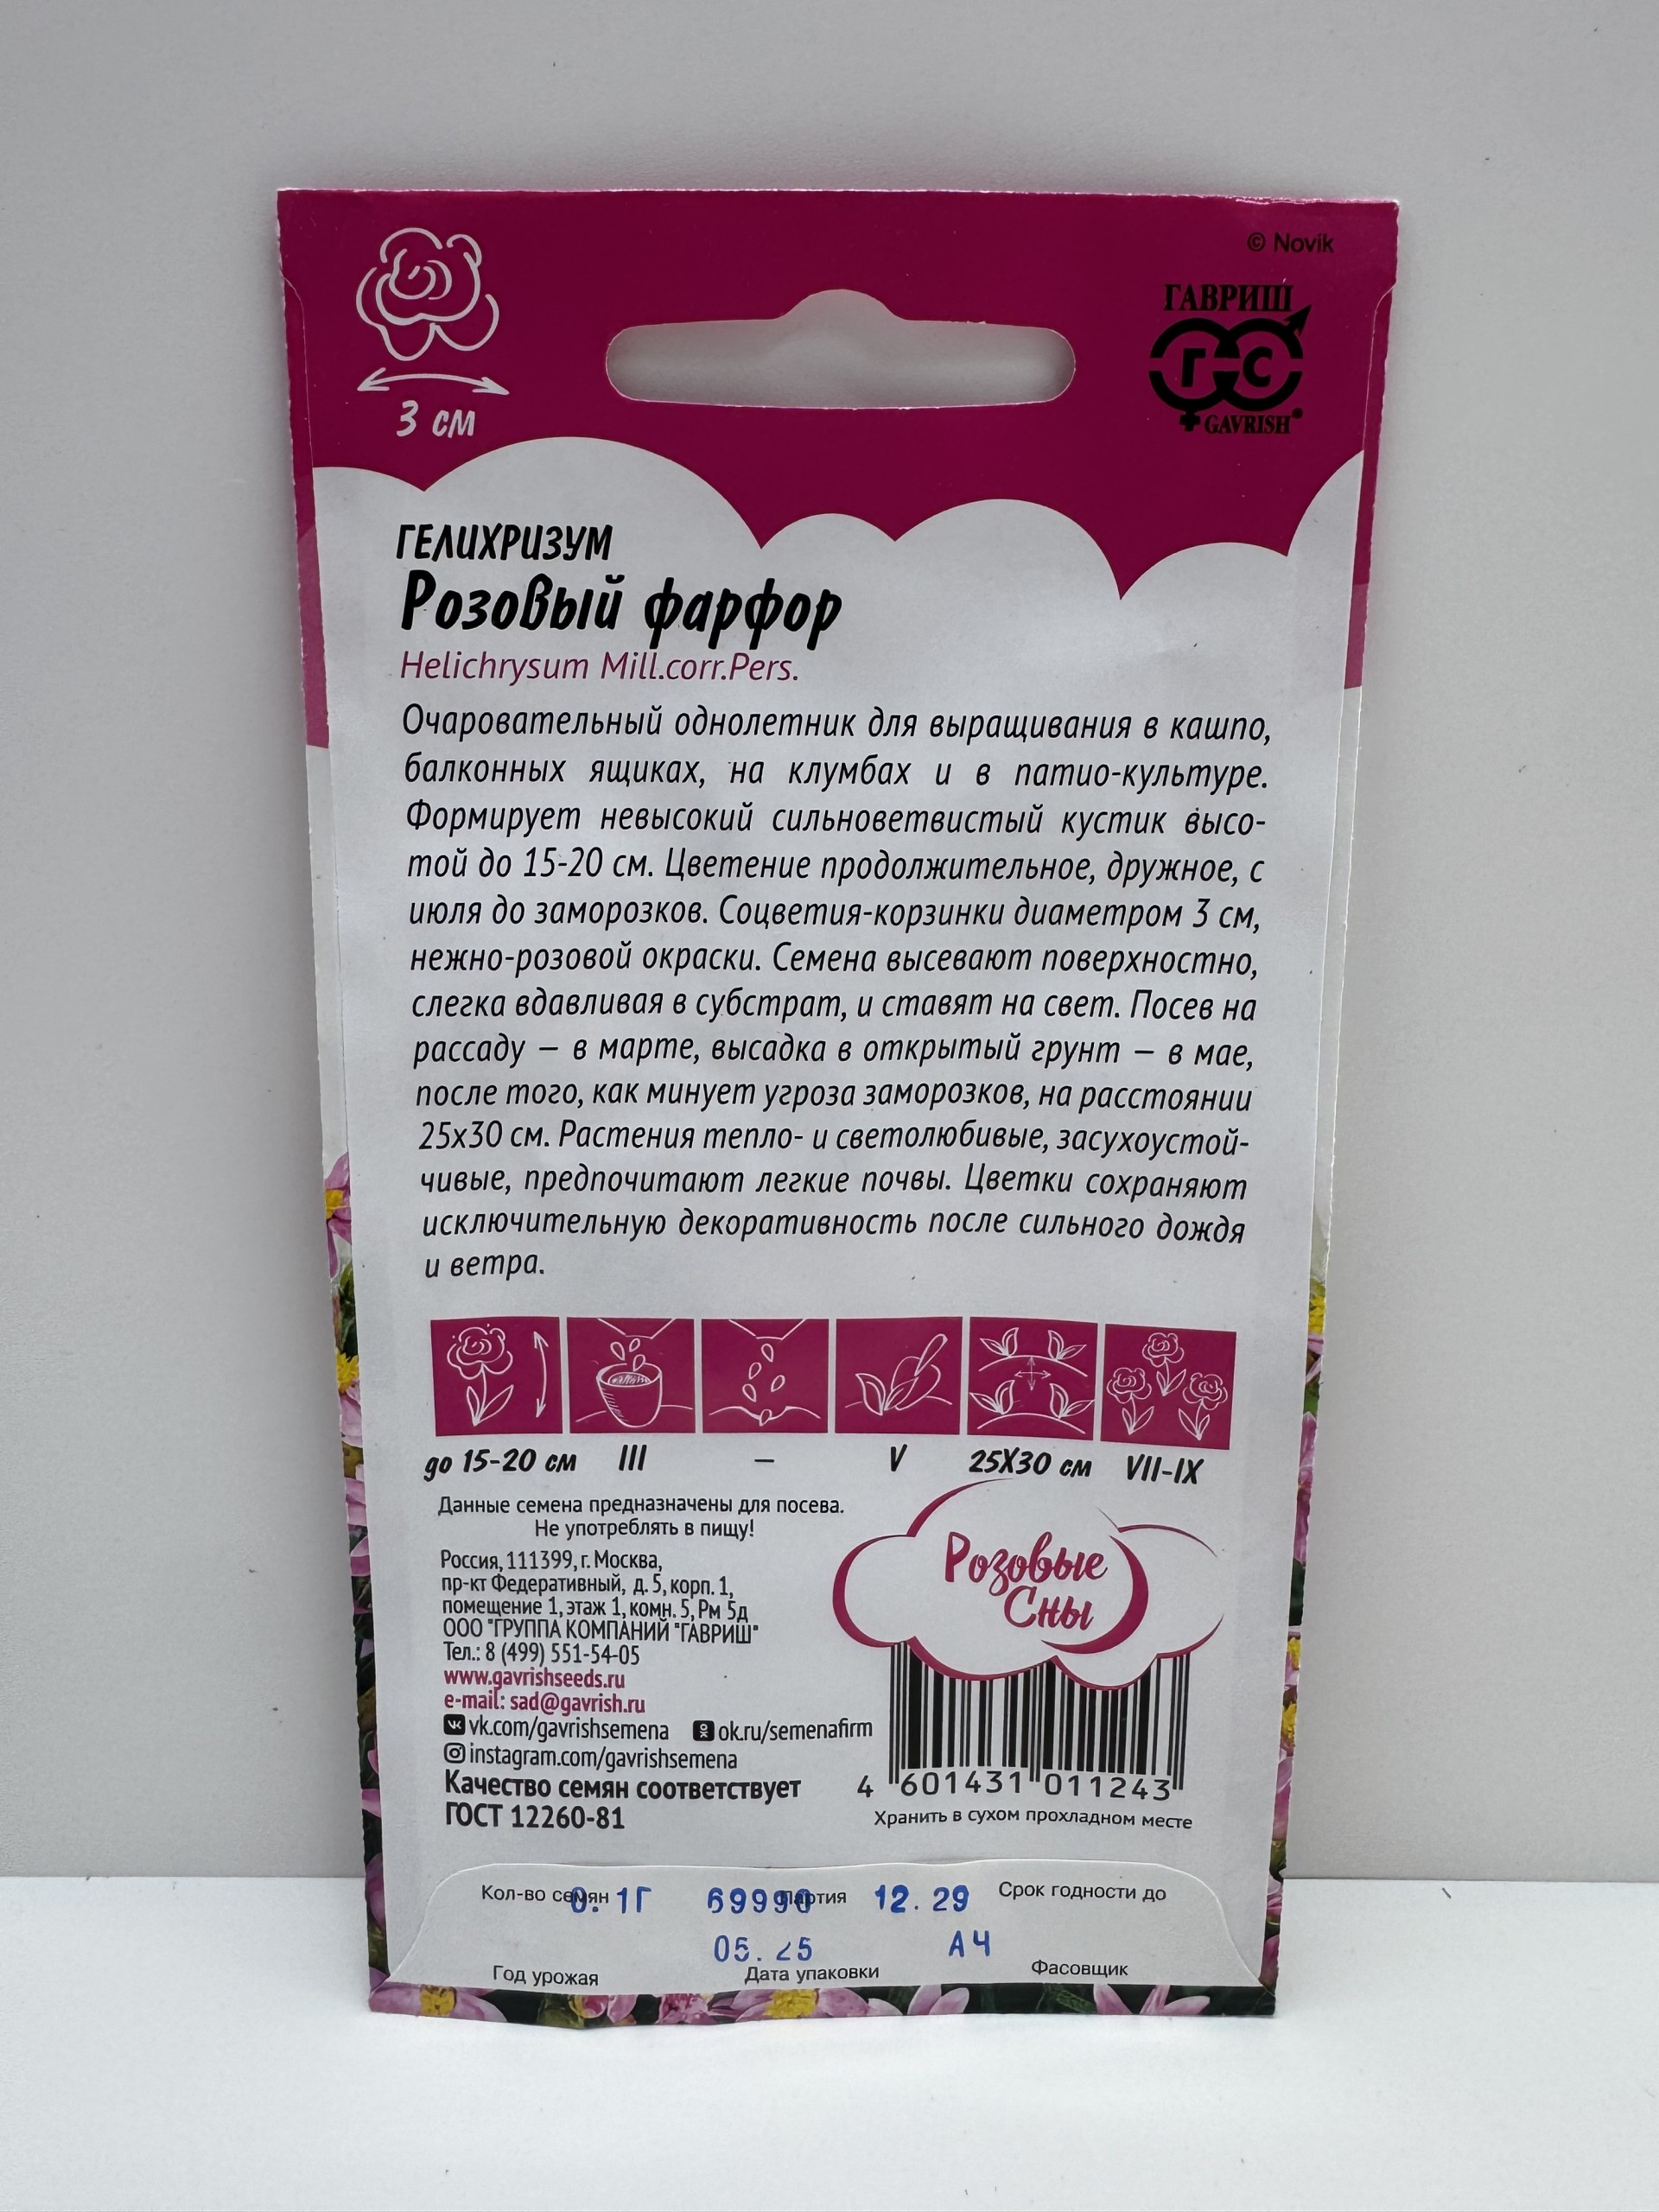 © Novik
ГАВРИШ
Г С
GAVRISH®
3 см
ГЕЛИХРИЗУМ
Розовый фарфор
Helichrysum Mill.corr.Pers.
Очаровательный однолетник для выращивания в кашпо,
балконных ящиках, на клумбах и в патио-культуре.
Формирует невысокий сильноветвистый кустик высо-
той до 15-20 см. Цветение продолжительное, дружное, с
июля до заморозков. Соцветия-корзинки диаметром 3 см,
нежно-розовой окраски. Семена высевают поверхностно,
слегка вдавливая в субстрат, и ставят на свет. Посев на
рассаду — в марте, высадка в открытый грунт — в мае,
после того, как минует угроза заморозков, на расстоянии
25х30 см. Растения тепло- и светолюбивые, засухоустой-
чивые, предпочитают легкие почвы. Цветки сохраняют
исключительную декоративность после сильного дождя
и ветра.
до 15-20 см III – V 25X30 см VII-IX
Данные семена предназначены для посева.
Не употреблять в пищу!
Россия, 111399, г. Москва,
пр-кт Федеративный, д. 5, корп. 1,
помещение 1, этаж 1, комн. 5, Рм 5д
ООО "ГРУППА КОМПАНИЙ "ГАВРИШ"
Тел.: 8 (499) 551-54-05
www.gavrishseeds.ru
e-mail: sad@gavrish.ru
vk.com/gavrishsemena ok.ru/semenafirm
instagram.com/gavrishsemena
Качество семян соответствует
ГОСТ 12260-81
Розовые
Сны
4 601431 011243
Хранить в сухом прохладном месте
Кол-во семян 0.1Г 69990 Партия 12.29 Срок годности до
05.25 АЧ
Год урожая Дата упаковки Фасовщик